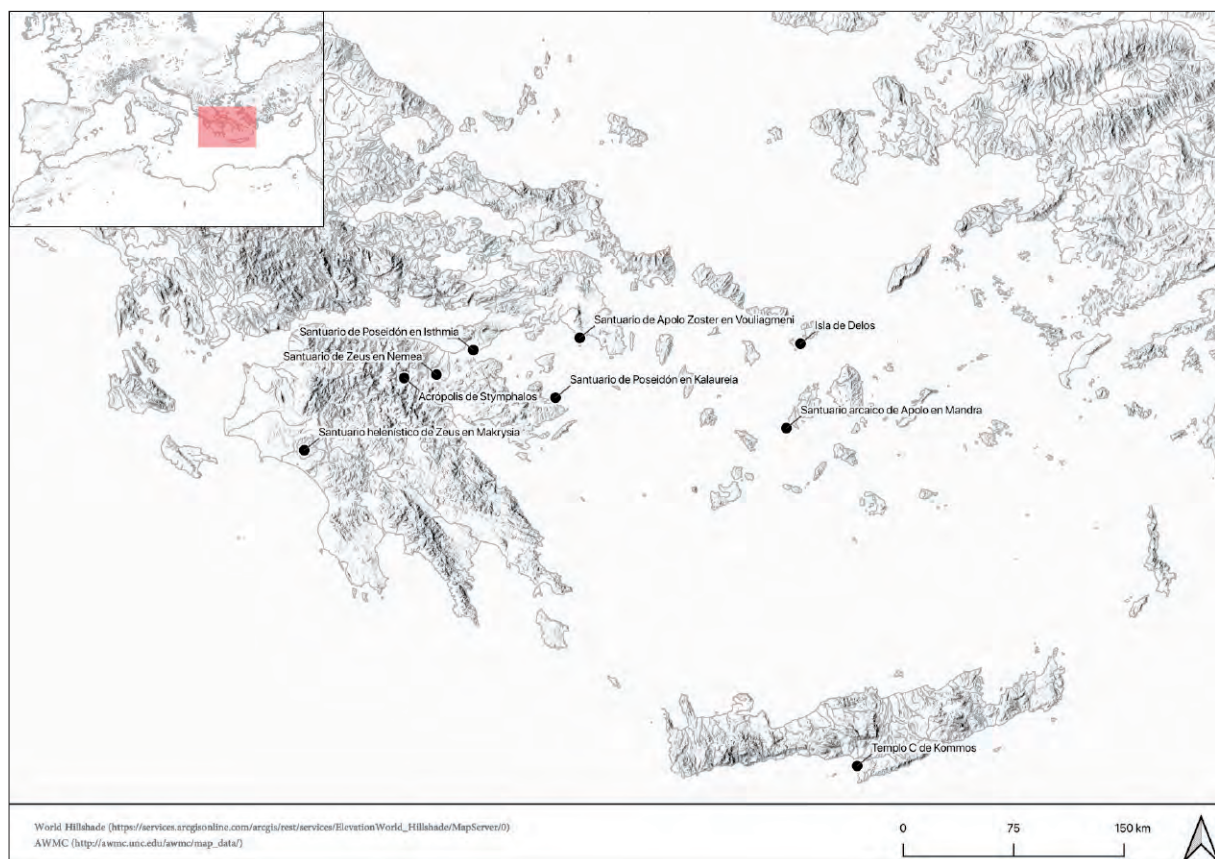 Santuario de Apolo Zoster en Vouliagmeni
Isla de Delos
Santuario de Poseidón en Isthmia
Santuario de Zeus en Nemea
Santuario de Poseidón en Kalaureia
Acrópolis de Stymphalos
Santuario arcaico de Apolo en Mandra
Santuario helenístico de Zeus en Makrysia
Templo C de Kommos
World Hillshade (https://services.arcgisonline.com/arcgis/rest/services/ElevationWorld_Hillshade/MapServer/0)
AWMC (http://awmc.unc.edu/awmc/map_data/)
0 75 150 km